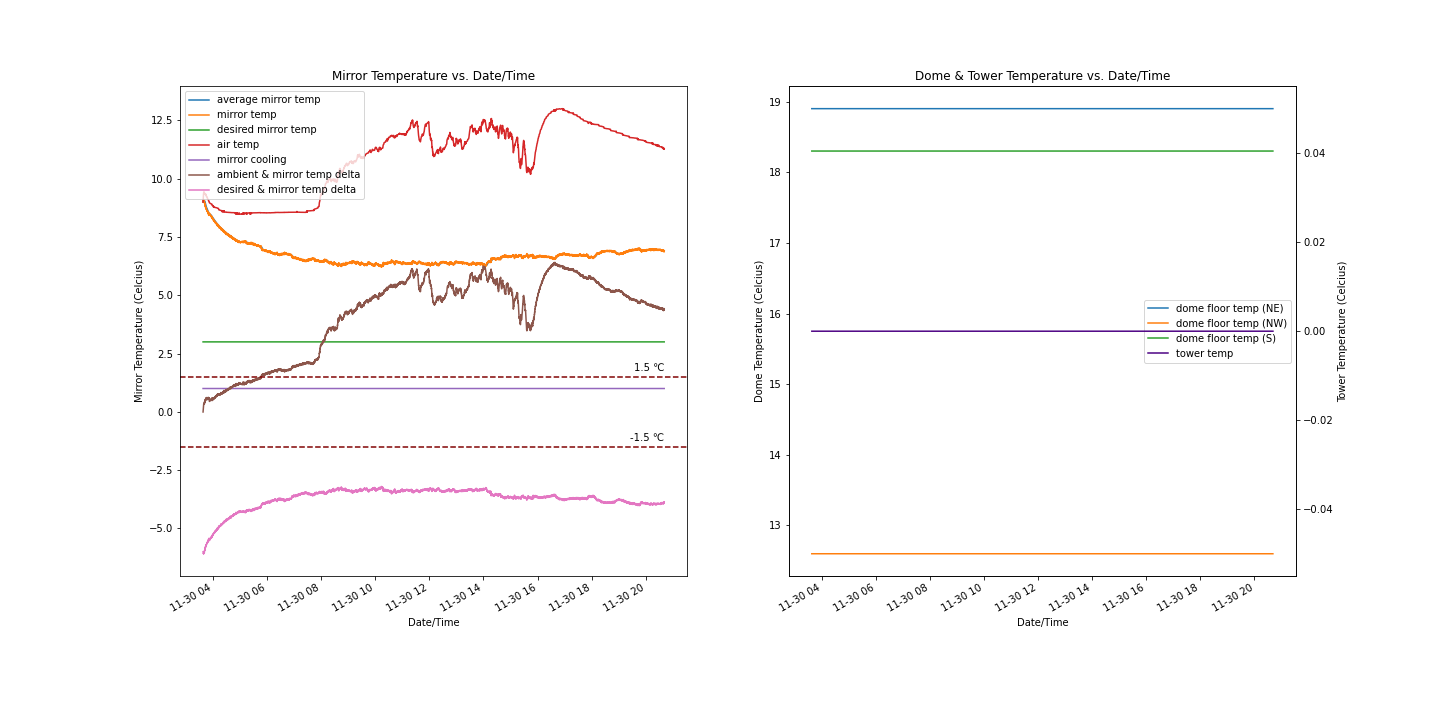 Mirror Temperature vs. Date/Time
average mirror temp
mirror temp
desired mirror temp
air temp
mirror cooling
ambient & mirror temp delta
desired & mirror temp delta
12.5
10.0
7.5
5.0
2.5
0.0
−2.5
−5.0
Mirror Temperature (Celcius)
1.5 ℃
-1.5 ℃
11-30 04
11-30 06
11-30 08
11-30 10
11-30 12
11-30 14
11-30 16
11-30 18
11-30 20
Date/Time
Dome & Tower Temperature vs. Date/Time
19
18
17
16
15
14
13
Dome Temperature (Celcius)
dome floor temp (NE)
dome floor temp (NW)
dome floor temp (S)
tower temp
0.04
0.02
0.00
−0.02
−0.04
Tower Temperature (Celcius)
11-30 04
11-30 06
11-30 08
11-30 10
11-30 12
11-30 14
11-30 16
11-30 18
11-30 20
Date/Time